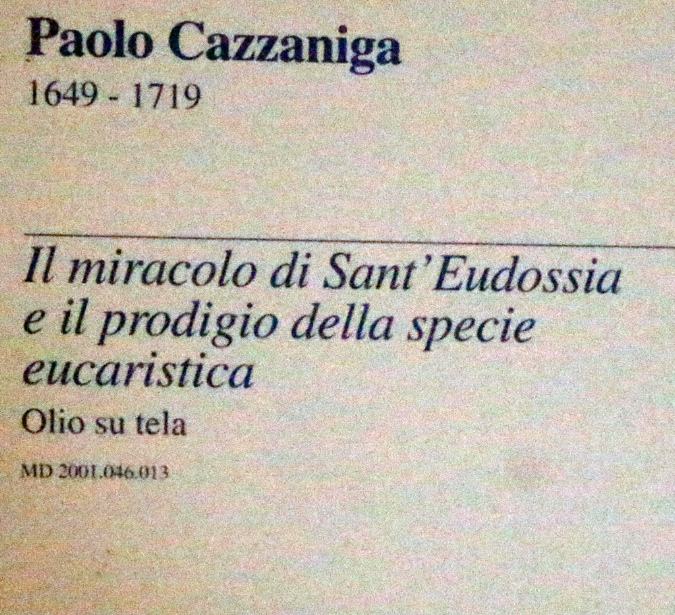 Paolo Cazzaniga
1649 - 1719
Il miracolo di Sant'Eudossia
e il prodigio della specie
eucaristica
Olio su tela
MD 2001.046.013